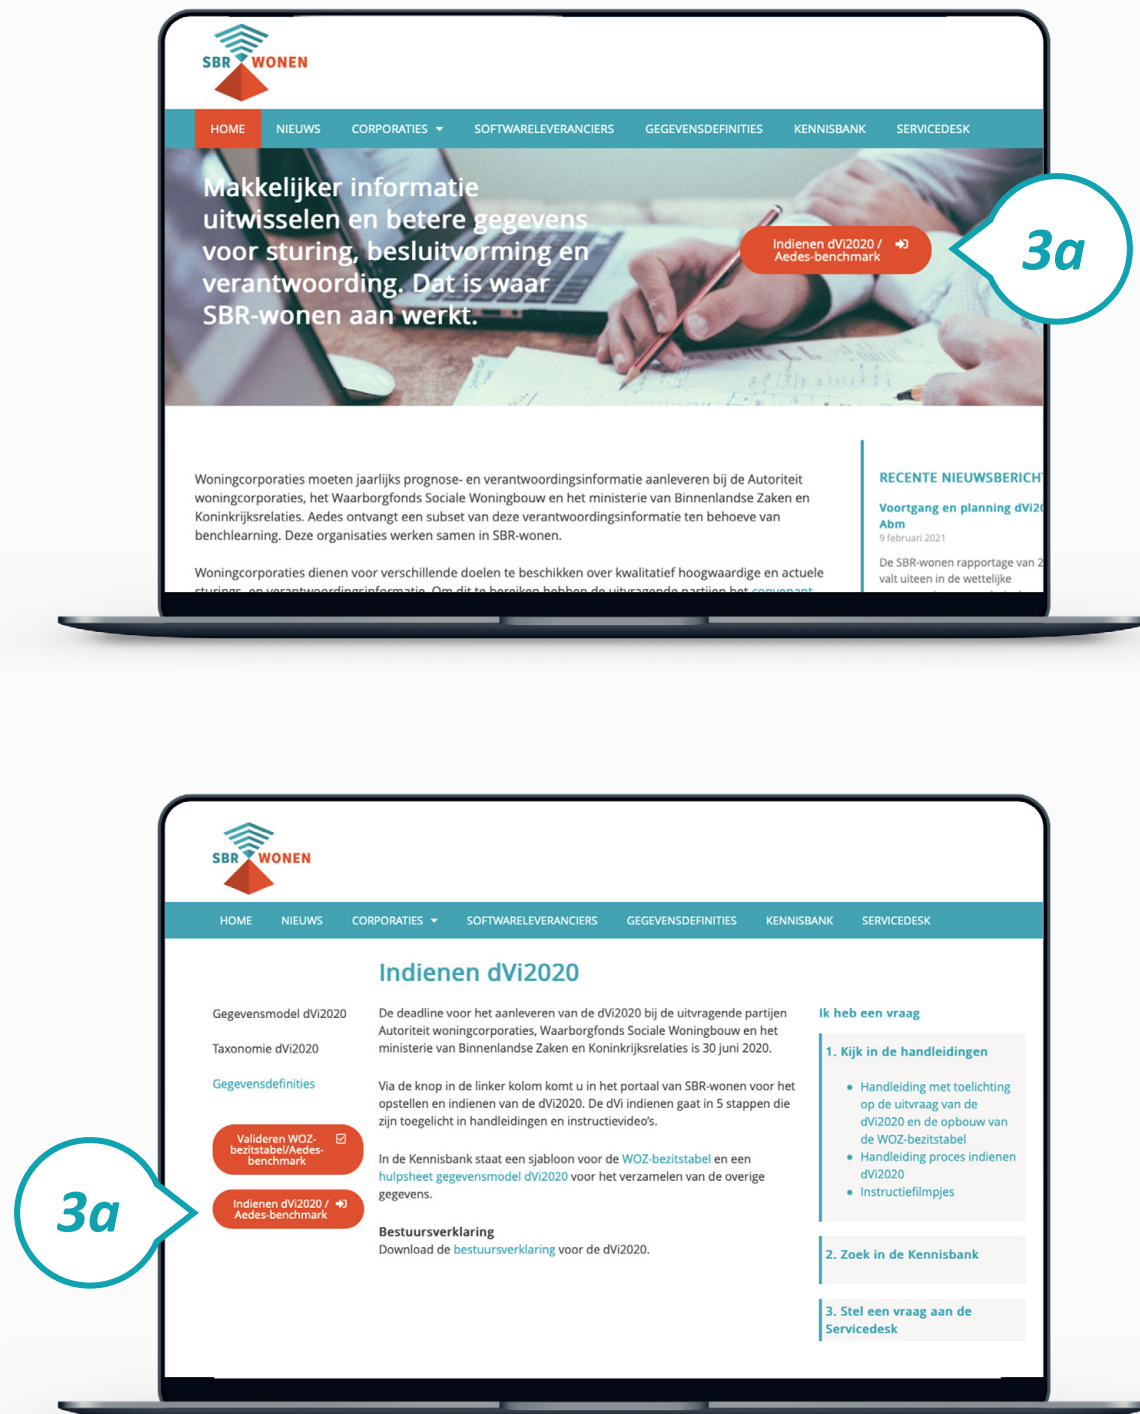 SBR WONEN
HOME NIEUWS CORPORATIES SOFTWARELEVERANCIERS GEGEVENSDEFINITIES KENNISBANK SERVICEDESK
Makkelijker informatie
uitwisselen en betere gegevens
voor sturing, besluitvorming en
verantwoording. Dat is waar
SBR-wonen aan werkt.
Indienen dVi2020 /
Aedes-benchmark
3a
Woningcorporaties moeten jaarlijks prognose- en verantwoordingsinformatie aanleveren bij de Autoriteit
woningcorporaties, het Waarborgfonds Sociale Woningbouw en het ministerie van Binnenlandse Zaken en
Koninkrijksrelaties. Aedes ontvangt een subset van deze verantwoordingsinformatie ten behoeve van
benchlearning. Deze organisaties werken samen in SBR-wonen.
Woningcorporaties dienen voor verschillende doelen te beschikken over kwalitatief hoogwaardige en actuele
sturings- en verantwoordingsinformatie. Om dit te bereiken hebben de uitvragende partijen het convenant
RECENTE NIEUWSBERICHT
Voortgang en planning dVi20
Abm
9 februari 2021
De SBR-wonen rapportage van 2
valt uiteen in de wettelijke
SBR WONEN
HOME NIEUWS CORPORATIES SOFTWARELEVERANCIERS GEGEVENSDEFINITIES KENNISBANK SERVICEDESK
Gegevensmodel dVi2020
Taxonomie dVi2020
Gegevensdefinities
Valideren WOZ-
bezitstabel/Aedes-
benchmark
Indienen dVi2020 /
Aedes-benchmark
3a
Indienen dVi2020
De deadline voor het aanleveren van de dVi2020 bij de uitvragende partijen
Autoriteit woningcorporaties, Waarborgfonds Sociale Woningbouw en het
ministerie van Binnenlandse Zaken en Koninkrijksrelaties is 30 juni 2020.
Via de knop in de linker kolom komt u in het portaal van SBR-wonen voor het
opstellen en indienen van de dVi2020. De dVi indienen gaat in 5 stappen die
zijn toegelicht in handleidingen en instructievideo's.
In de Kennisbank staat een sjabloon voor de WOZ-bezitstabel en een
hulpsheet gegevensmodel dVi2020 voor het verzamelen van de overige
gegevens.
Bestuursverklaring
Download de bestuursverklaring voor de dVi2020.
Ik heb een vraag
1. Kijk in de handleidingen
• Handleiding met toelichting
op de uitvraag van de
dVi2020 en de opbouw van
de WOZ-bezitstabel
• Handleiding proces indienen
dVi2020
• Instructiefilmpjes
2. Zoek in de Kennisbank
3. Stel een vraag aan de
Servicedesk